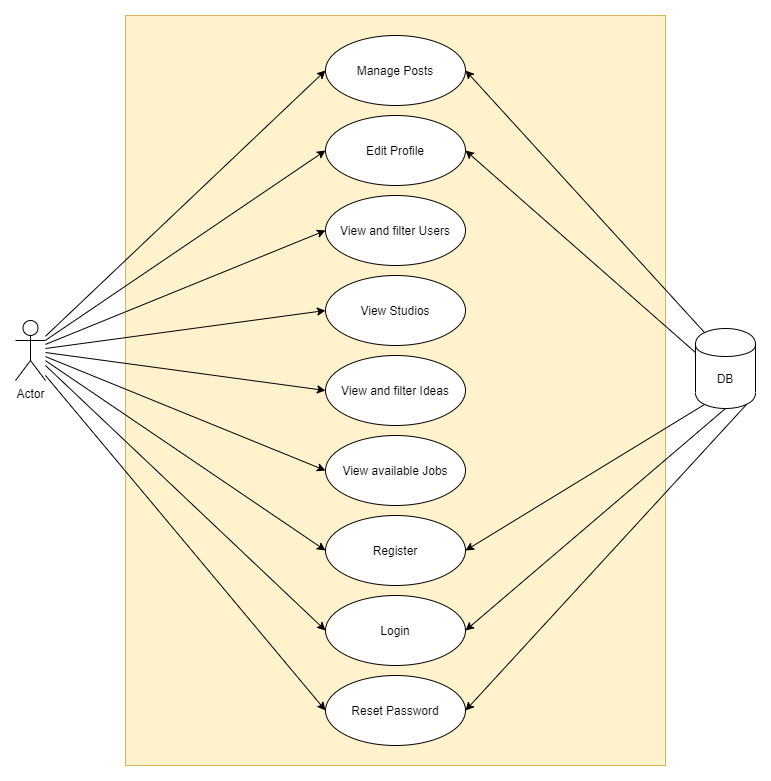 Manage Posts
Edit Profile
View and filter Users
View Studios
Actor
DB
View and filter Ideas
View available Jobs
Register
Login
Reset Password